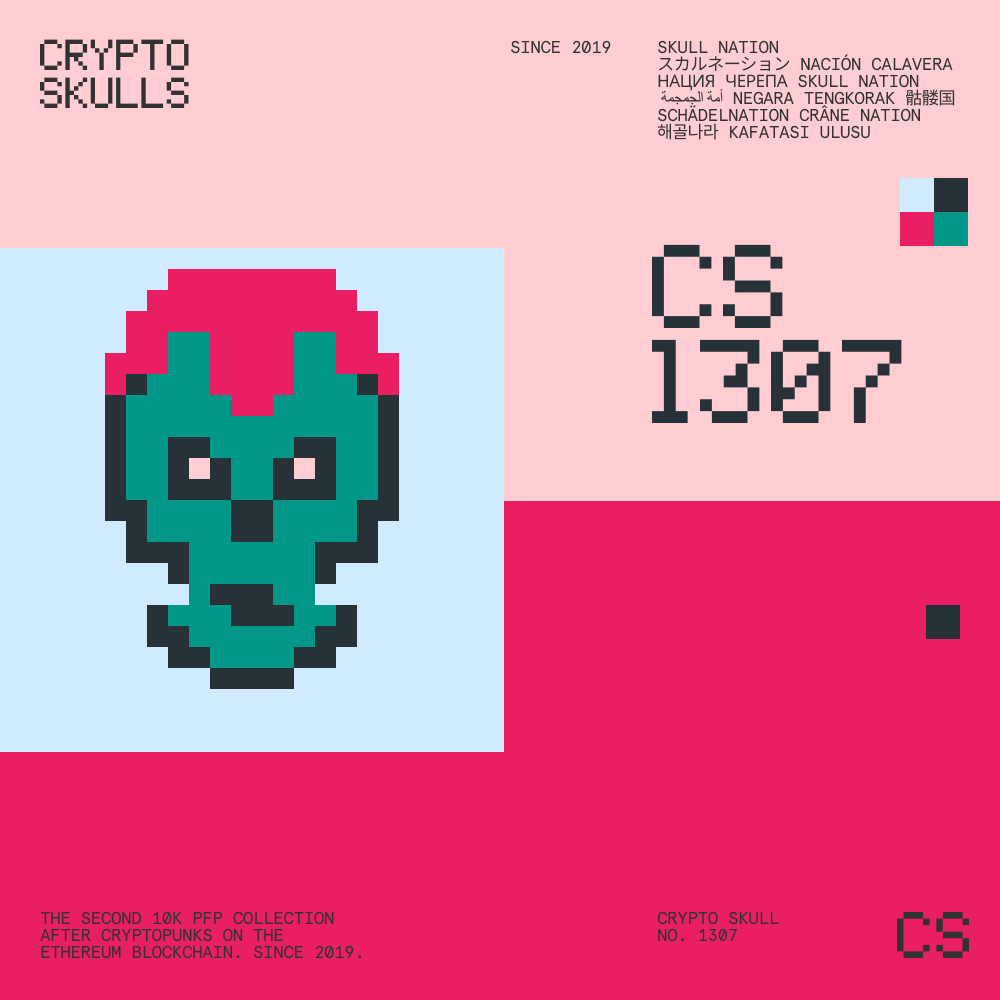 CRYPTO
SKULLS
SINCE 2019
SKULL NATION
スカルネーション NACIÓN CALAVERA
НАЦИЯ ЧЕРЕПА SKULL NATION
أمة الجمجمة NEGARA TENGKORAK 骷髅国
SCHÄDELNATION CRÂNE NATION
해골나라 KAFATASI ULUSU
CS
1307
THE SECOND 10K PFP COLLECTION
AFTER CRYPTOPUNKS ON THE
ETHEREUM BLOCKCHAIN. SINCE 2019.
CRYPTO SKULL
NO. 1307
CS